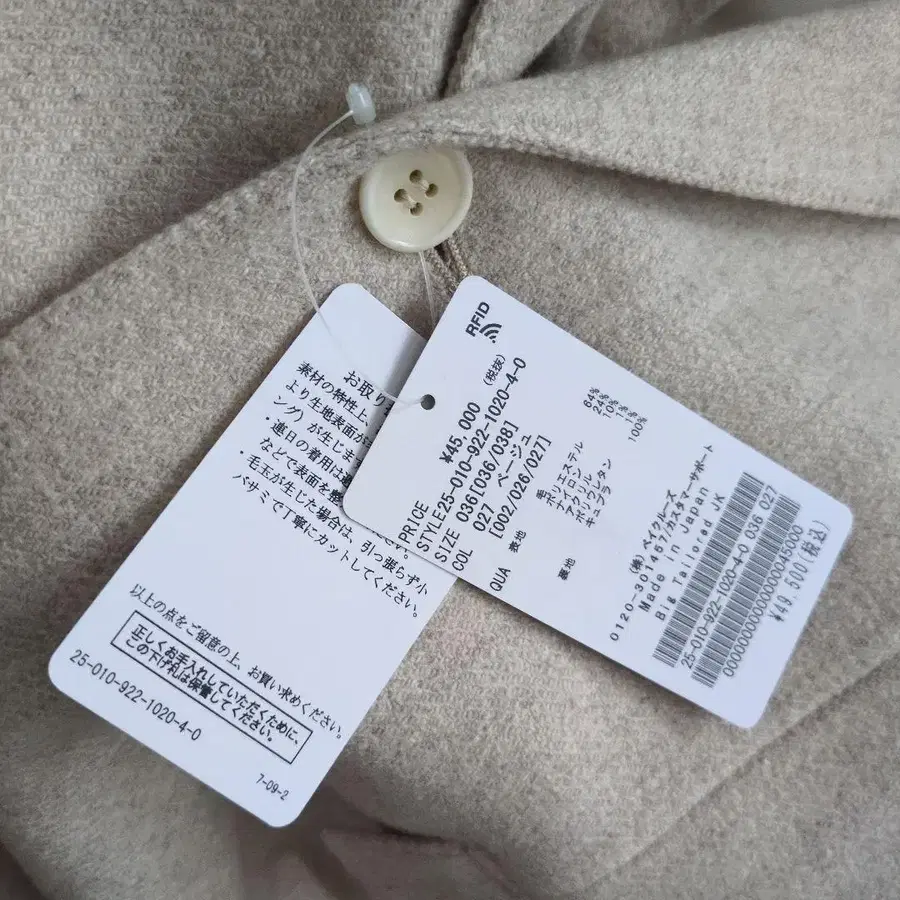 お取り
素材の特性上、
より生地表面が
ング)が生じま
連日の着用は
などで表面を整
・毛玉が生じた場合は、引っ張らず小
バサミで丁寧にカットしてください。
以上の点をご留意の上、お買い求めください。
正しくお手入れしていただくために、
この下げ札は保管してください。
25-010-922-1020-4-0
7-09-2
RFID
PRICE ¥45,000 (税抜)
STYLE25-010-922-1020-4-0
SIZE 036[036/038]
COL 027 ベージュ
[002/026/027]
QUA 表地 毛 64%
ポリエステル 24%
ナイロン 10%
アクリル 1%
ポリウレタン 1%
裏地 キュプラ 100%
(株)ベイクルーズ
0120-301457/カスタマーサポート
Made in Japan
Big Tailored JK
25-010-922-1020-4-0 036 027
¥49,500(税込)